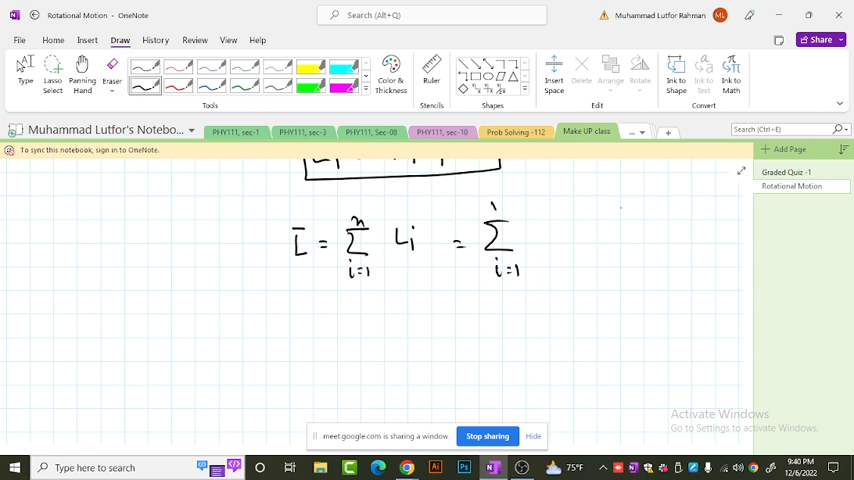 Rotational Motion - OneNote
Search (Alt+Q)
Muhammad Lutfor Rahman
ML
File Home Insert Draw History Review View Help
Share
Type
Lasso Select
Panning Hand
Eraser
Color & Thickness
Ruler
Insert Space
Delete
Arrange
Rotate
Ink to Shape
Ink to Text
Ink to Math
Tools
Stencils
Shapes
Edit
Convert
Muhammad Lutfor's Notebo...
PHY111, sec-1
PHY111, sec-3
PHY111, Sec-08
PHY111, sec-10
Prob Solving -112
Make UP class
Search (Ctrl+E)
To sync this notebook, sign in to OneNote.
Add Page
Graded Quiz -1
Rotational Motion
L̄ = ∑ⁿᵢ₌₁ Lᵢ = ∑ᵢ₌₁
Activate Windows
Go to Settings to activate Windows.
meet.google.com is sharing a window.
Stop sharing
Hide
Type here to search
75°F
9:40 PM
12/6/2022